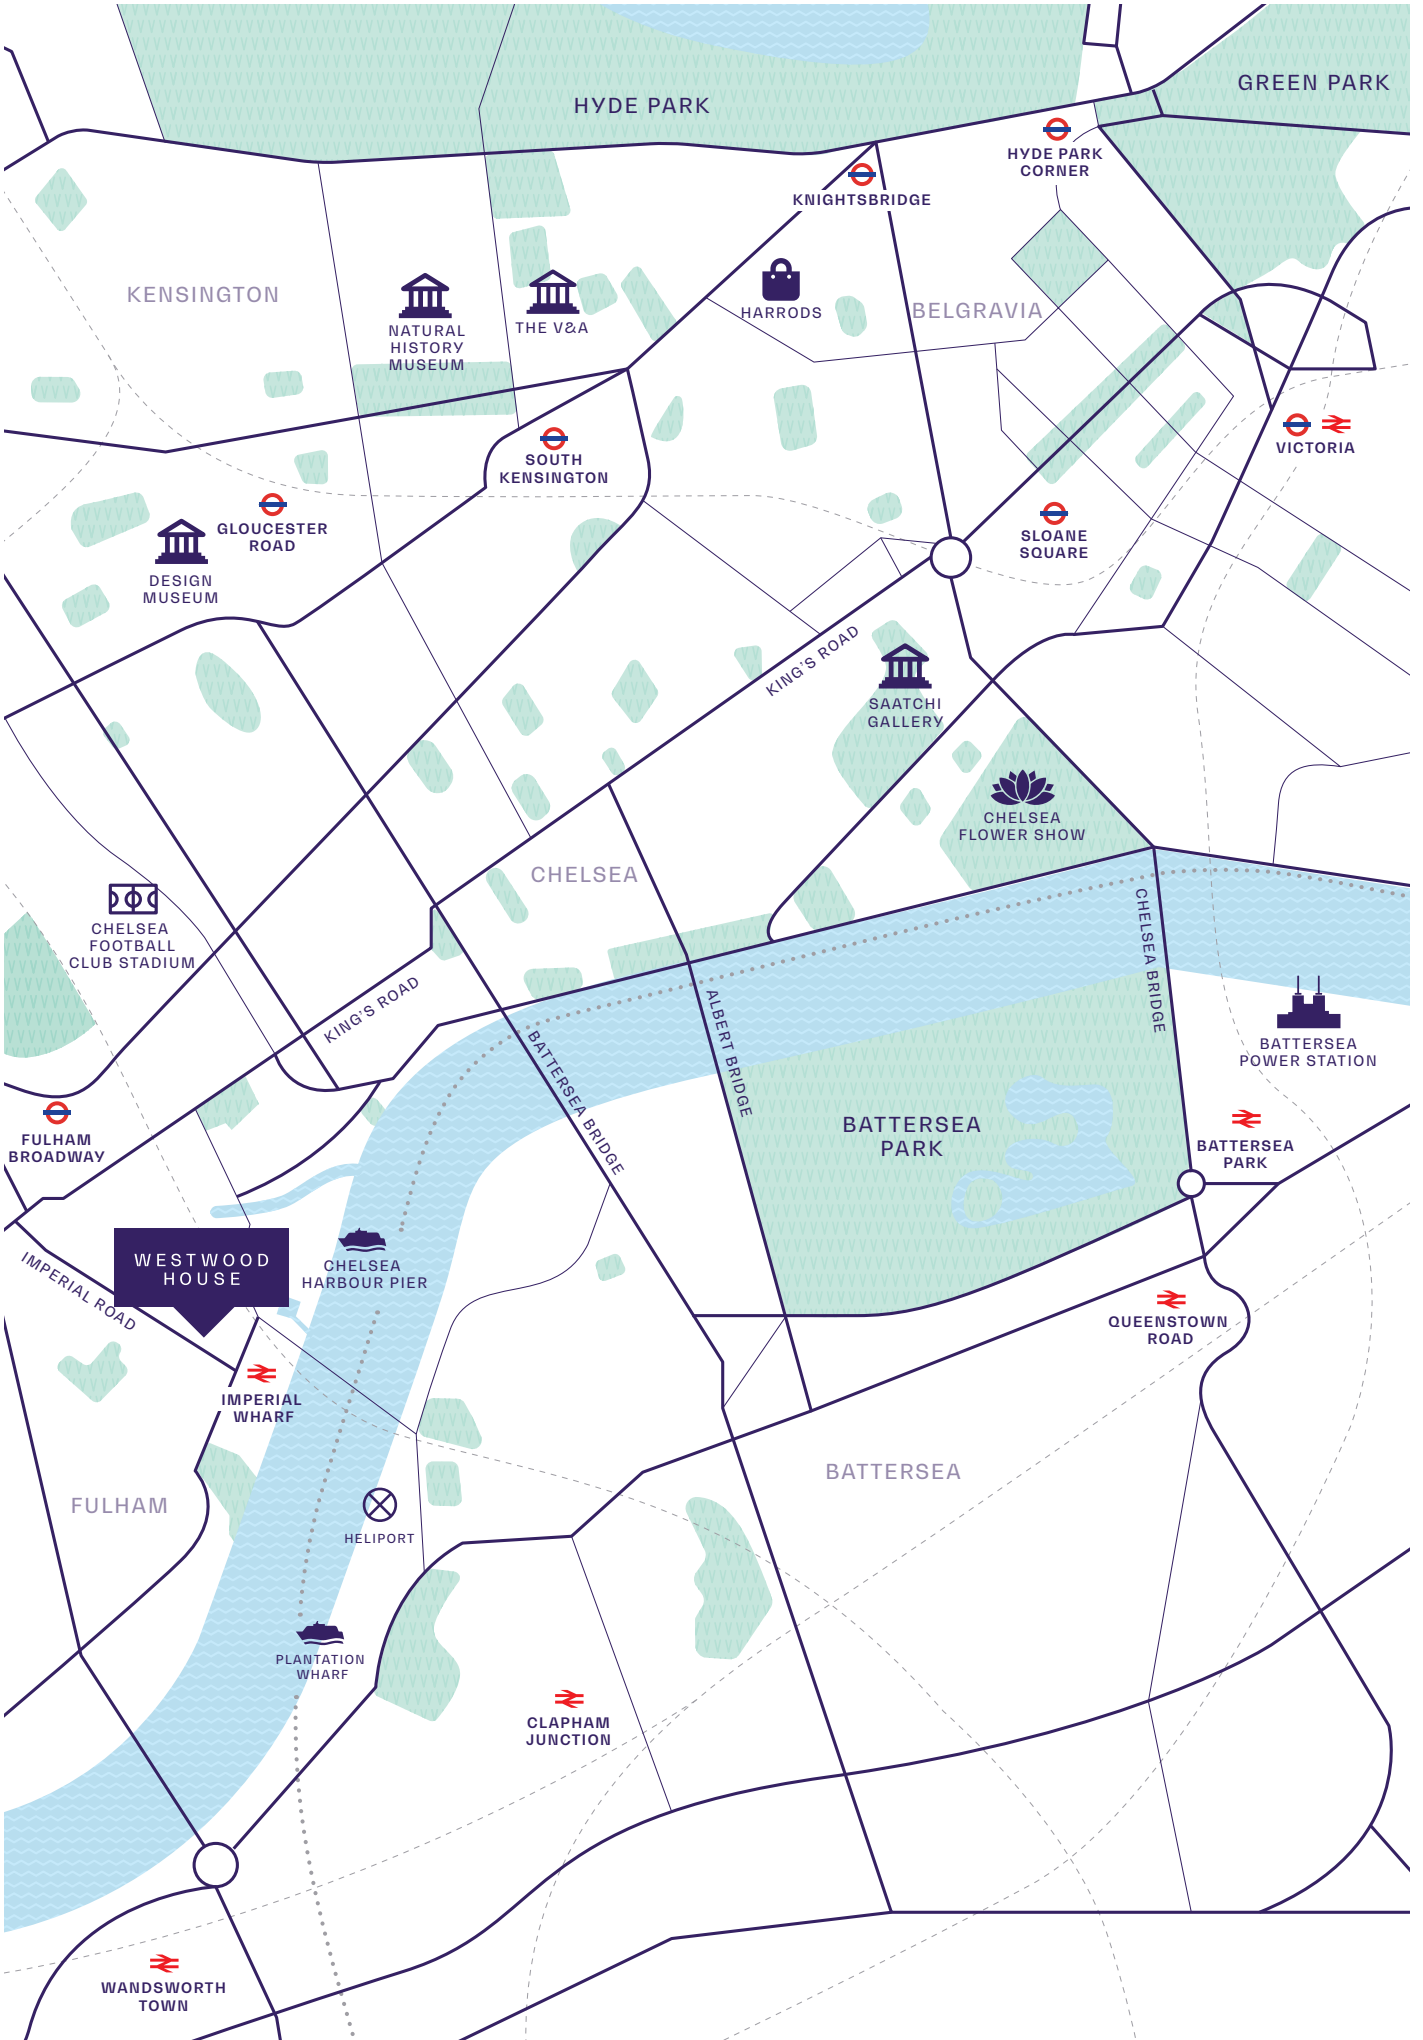 GREEN PARK
HYDE PARK
HYDE PARK
CORNER
KNIGHTSBRIDGE
KENSINGTON
NATURAL
HISTORY
MUSEUM
THE V&A
HARRODS
BELGRAVIA
VICTORIA
SOUTH
KENSINGTON
GLOUCESTER
ROAD
SLOANE
SQUARE
DESIGN
MUSEUM
KING'S ROAD
SAATCHI
GALLERY
CHELSEA
FLOWER SHOW
CHELSEA
CHELSEA
FOOTBALL
CLUB STADIUM
CHELSEA BRIDGE
KING'S ROAD
ALBERT BRIDGE
BATTERSEA BRIDGE
BATTERSEA
POWER STATION
BATTERSEA
PARK
BATTERSEA
PARK
FULHAM
BROADWAY
WESTWOOD
HOUSE
IMPERIAL ROAD
CHELSEA
HARBOUR PIER
QUEENSTOWN
ROAD
IMPERIAL
WHARF
BATTERSEA
FULHAM
HELIPORT
PLANTATION
WHARF
CLAPHAM
JUNCTION
WANDSWORTH
TOWN